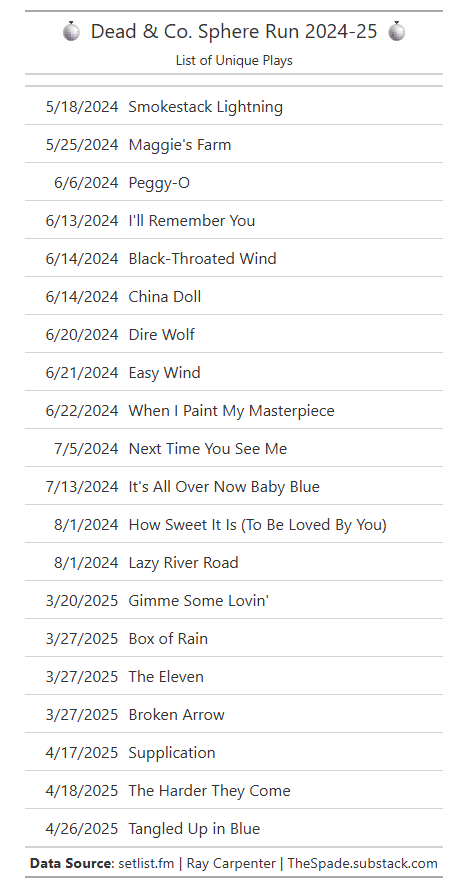 Dead & Co. Sphere Run 2024-25
List of Unique Plays
5/18/2024 Smokestack Lightning
5/25/2024 Maggie's Farm
6/6/2024 Peggy-O
6/13/2024 I'll Remember You
6/14/2024 Black-Throated Wind
6/14/2024 China Doll
6/20/2024 Dire Wolf
6/21/2024 Easy Wind
6/22/2024 When I Paint My Masterpiece
7/5/2024 Next Time You See Me
7/13/2024 It's All Over Now Baby Blue
8/1/2024 How Sweet It Is (To Be Loved By You)
8/1/2024 Lazy River Road
3/20/2025 Gimme Some Lovin'
3/27/2025 Box of Rain
3/27/2025 The Eleven
3/27/2025 Broken Arrow
4/17/2025 Supplication
4/18/2025 The Harder They Come
4/26/2025 Tangled Up in Blue
Data Source: setlist.fm | Ray Carpenter | TheSpade.substack.com